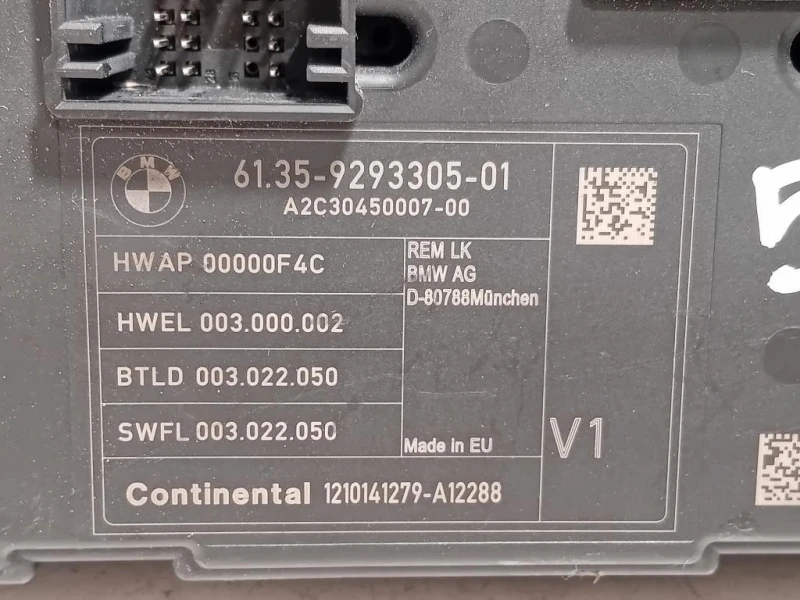 BMW
61.35-9293305-01
A2C30450007-00
HWAP 00000F4C
REM LK
BMW AG
D-80788München
HWEL 003.000.002
BTLD 003.022.050
SWFL 003.022.050
Made in EU
V1
Continental 1210141279-A12288
5